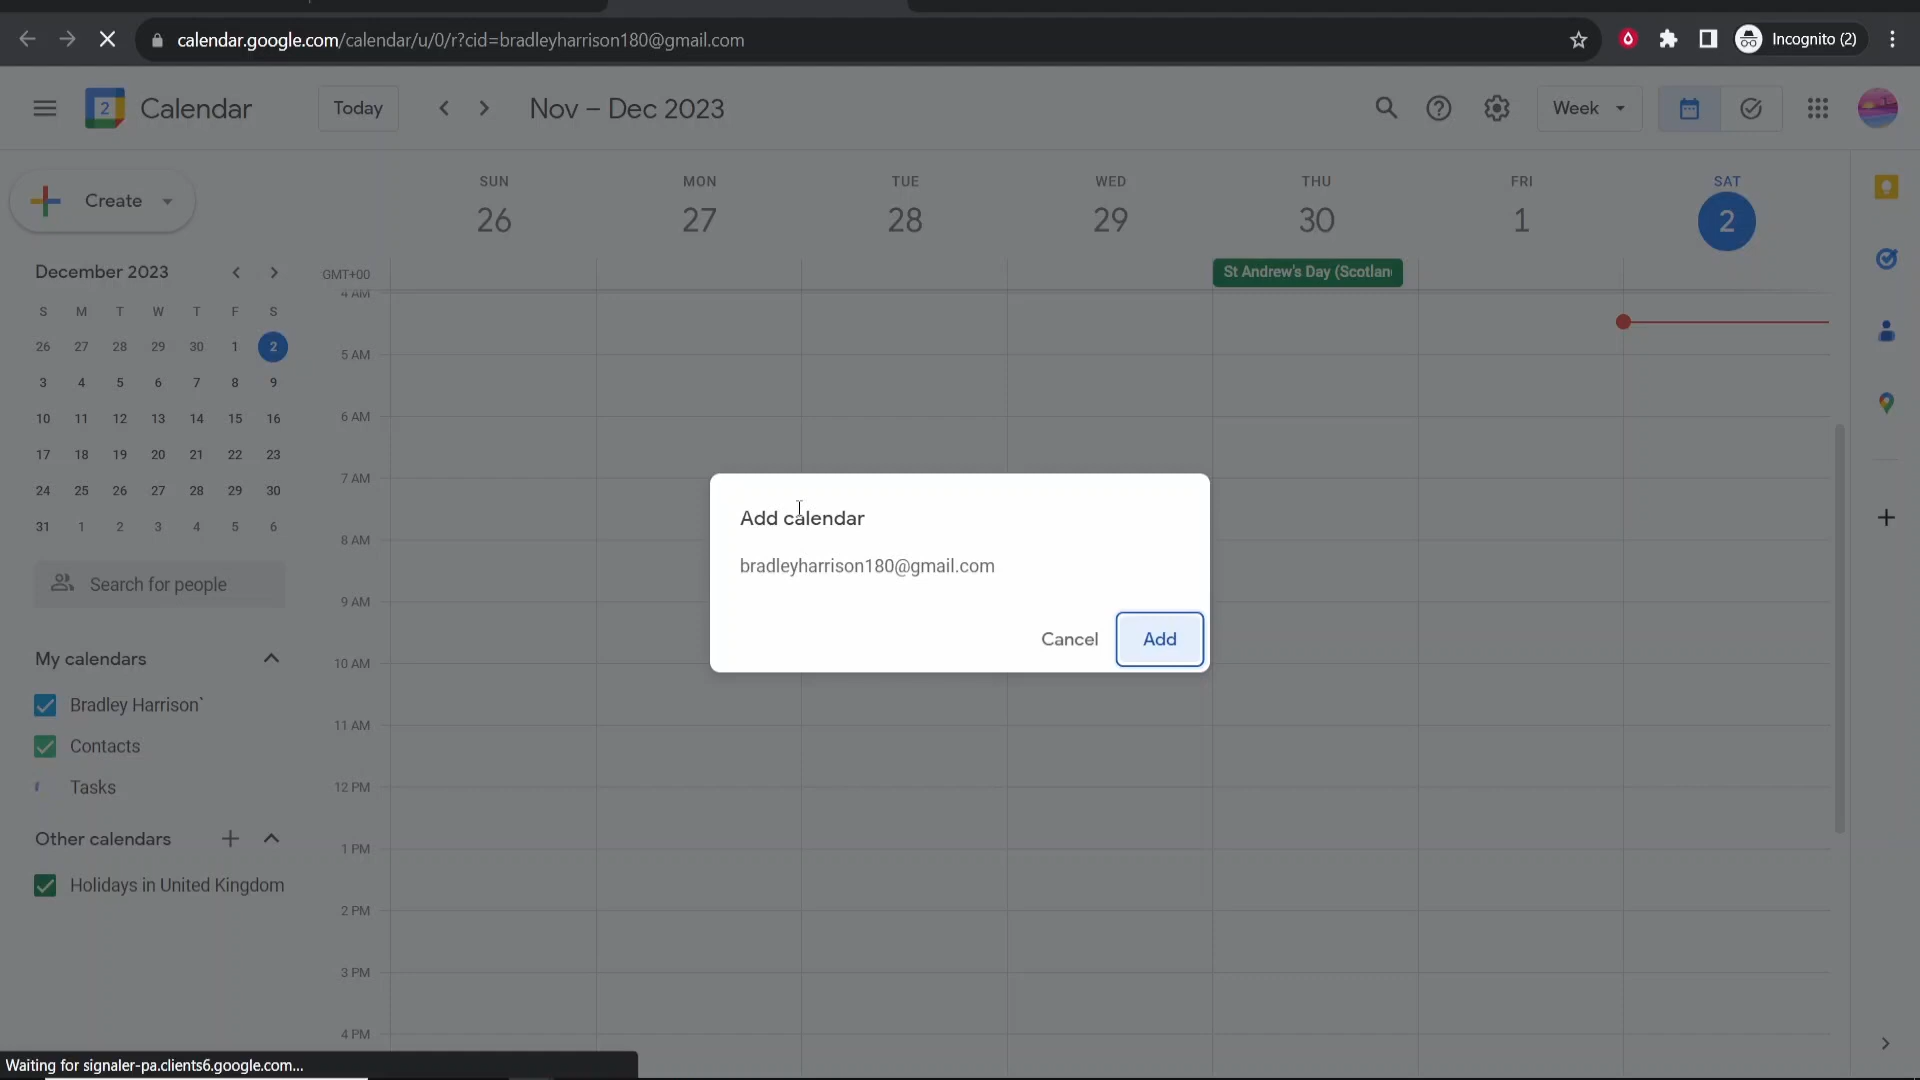 calendar.google.com/calendar/u/0/r?cid=bradleyharrison180@gmail.com
Incognito (2)
2 Calendar
Today
Nov – Dec 2023
Week
Create
SUN MON TUE WED THU FRI SAT
26 27 28 29 30 1 2
December 2023
GMT+00
St Andrew's Day (Scotlan
S M T W T F S
26 27 28 29 30 1 2
3 4 5 6 7 8 9
10 11 12 13 14 15 16
17 18 19 20 21 22 23
24 25 26 27 28 29 30
31 1 2 3 4 5 6
Search for people
My calendars
Bradley Harrison`
Contacts
Tasks
Other calendars
Holidays in United Kingdom
4 AM
5 AM
6 AM
7 AM
8 AM
9 AM
10 AM
11 AM
12 PM
1 PM
2 PM
3 PM
4 PM
Add calendar
bradleyharrison180@gmail.com
Cancel Add
Waiting for signaler-pa.clients6.google.com...